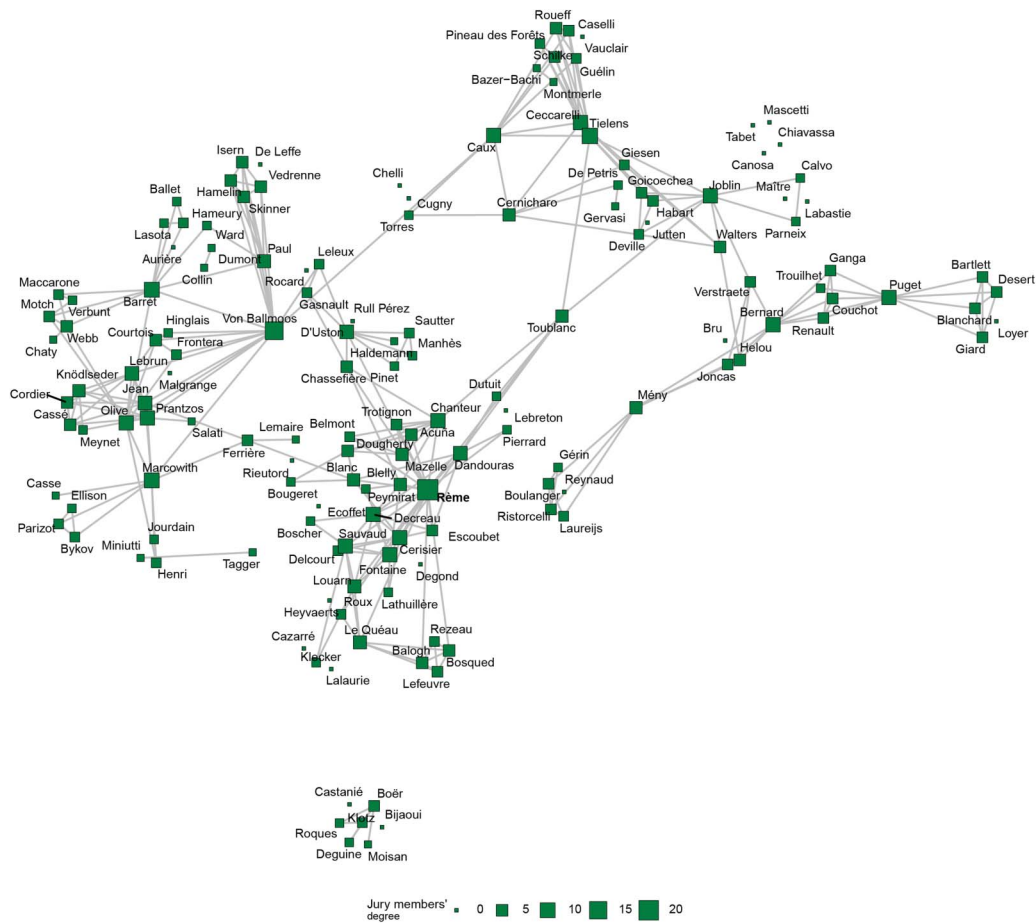 Roueff
Caselli
Pineau des Forêts
Vauclair
Schilke
Bazer−Bachi
Guélin
Montmerle
Ceccarelli
Tielens
Caux
Mascetti
Tabet
Chiavassa
Canosa
Calvo
Giesen
De Petris
Goicoechea
Joblin
Maître
Labastie
Parneix
Habart
Gervasi
Jutten
Deville
Walters
Isern
De Leffe
Vedrenne
Hamelin
Skinner
Ballet
Hameury
Lasota
Ward
Aurière
Dumont
Paul
Collin
Chelli
Cugny
Torres
Cernicharo
Leleux
Rocard
Gasnault
Maccarone
Motch
Verbunt
Barret
Webb
Chaty
Von Ballmoos
Rull Pérez
D'Uston
Sautter
Haldemann
Manhès
Chassefière
Pinet
Toublanc
Verstraete
Bernard
Trouilhet
Ganga
Couchot
Renault
Puget
Bartlett
Desert
Blanchard
Loyer
Giard
Bru
Helou
Joncas
Mény
Hinglais
Courtois
Frontera
Lebrun
Malgrange
Knödlseder
Cordier
Jean
Cassé
Olive
Prantzos
Meynet
Salati
Lemaire
Ferrière
Dutuit
Lebreton
Pierrard
Trotignon
Chanteur
Belmont
Acuña
Dougherty
Mazelle
Dandouras
Rieutord
Blanc
Blelly
Bougeret
Peymirat
Rème
Marcowith
Casse
Ellison
Parizot
Bykov
Jourdain
Miniutti
Henri
Tagger
Gérin
Reynaud
Boulanger
Ristorcelli
Laureijs
Ecoffet
Decreau
Boscher
Sauvaud
Escoubet
Cerisier
Delcourt
Fontaine
Degond
Louarn
Roux
Lathuillère
Heyvaerts
Le Quéau
Rezeau
Cazarré
Klecker
Balogh
Bosqued
Lalaurie
Lefeuvre
Castanié
Boër
Klotz
Bijaoui
Roques
Deguine
Moisan
Jury members'
degree
0 5 10 15 20